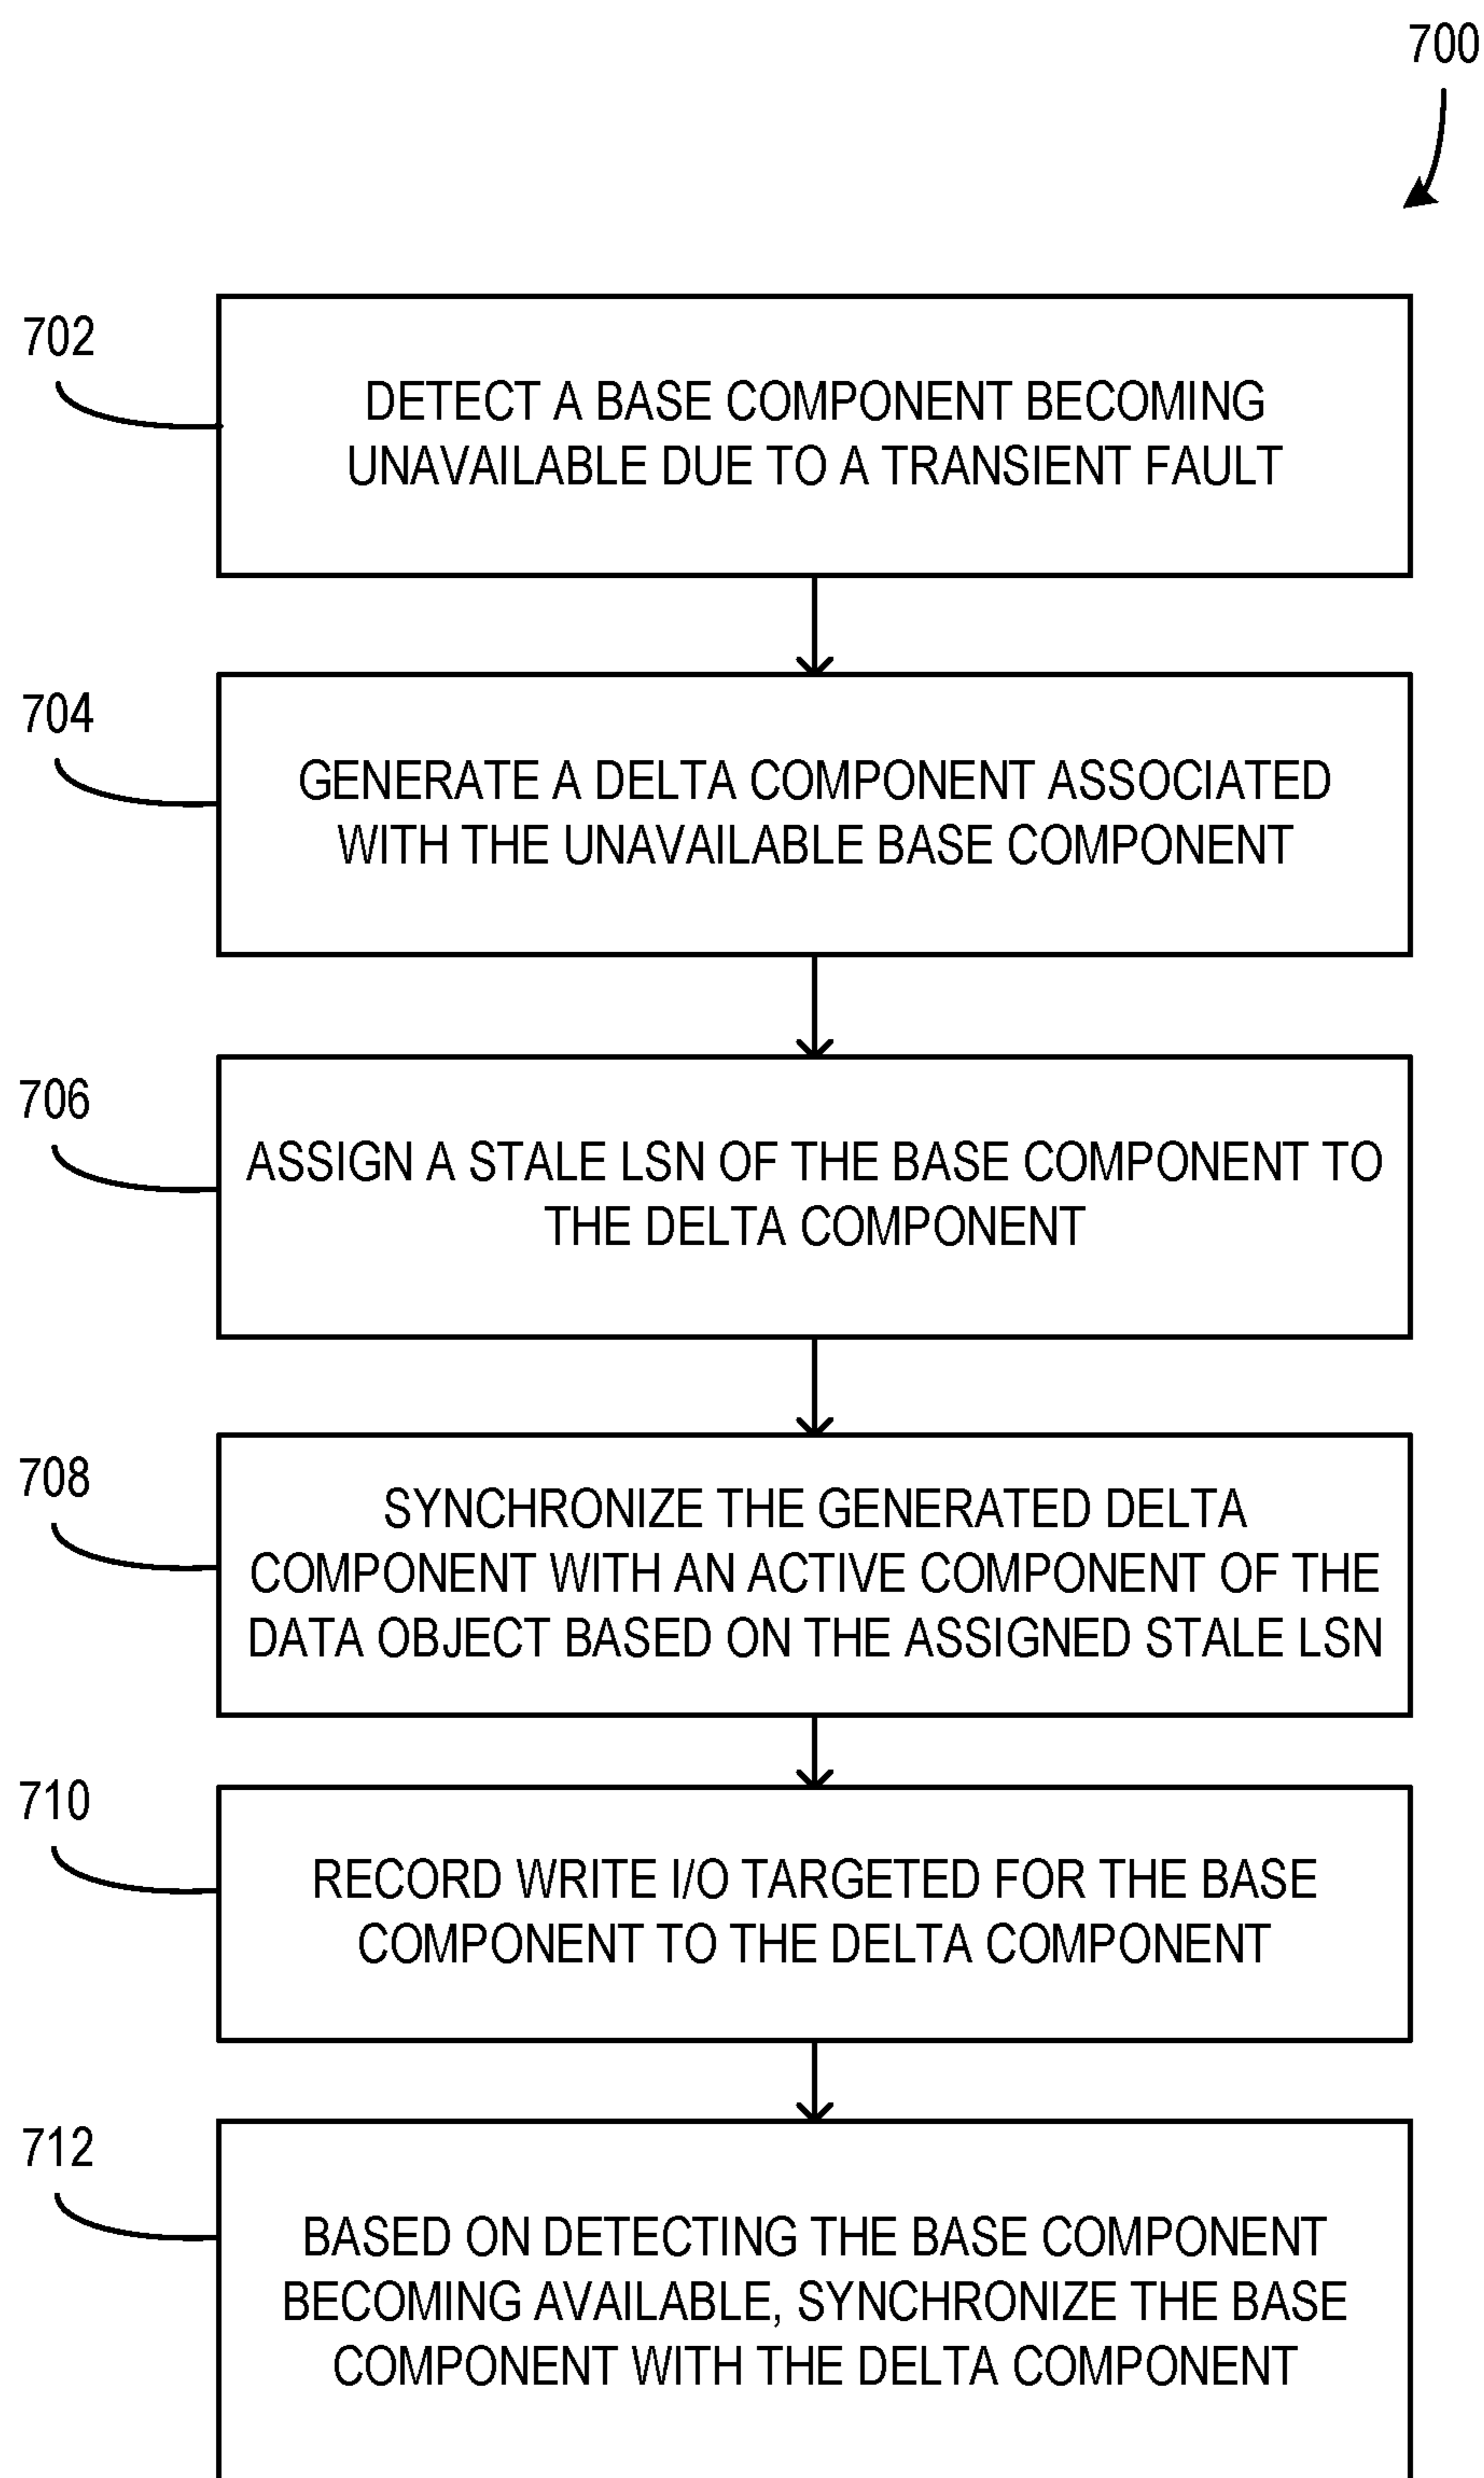 700
702
DETECT A BASE COMPONENT BECOMING
UNAVAILABLE DUE TO A TRANSIENT FAULT
704
GENERATE A DELTA COMPONENT ASSOCIATED
WITH THE UNAVAILABLE BASE COMPONENT
706
ASSIGN A STALE LSN OF THE BASE COMPONENT TO
THE DELTA COMPONENT
708
SYNCHRONIZE THE GENERATED DELTA
COMPONENT WITH AN ACTIVE COMPONENT OF THE
DATA OBJECT BASED ON THE ASSIGNED STALE LSN
710
RECORD WRITE I/O TARGETED FOR THE BASE
COMPONENT TO THE DELTA COMPONENT
712
BASED ON DETECTING THE BASE COMPONENT
BECOMING AVAILABLE, SYNCHRONIZE THE BASE
COMPONENT WITH THE DELTA COMPONENT